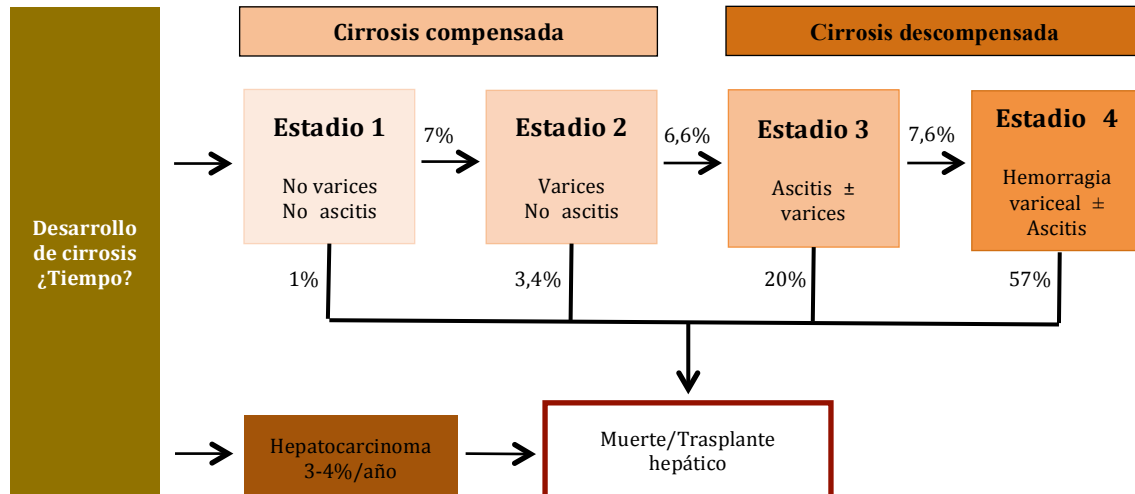 Cirrosis compensada
Cirrosis descompensada
Desarrollo
de cirrosis
¿Tiempo?
Estadio 1
No varices
No ascitis
7%
Estadio 2
Varices
No ascitis
6,6%
Estadio 3
Ascitis ±
varices
7,6%
Estadio 4
Hemorragia
variceal ±
Ascitis
1%
3,4%
20%
57%
Hepatocarcinoma
3-4%/año
Muerte/Trasplante
hepático